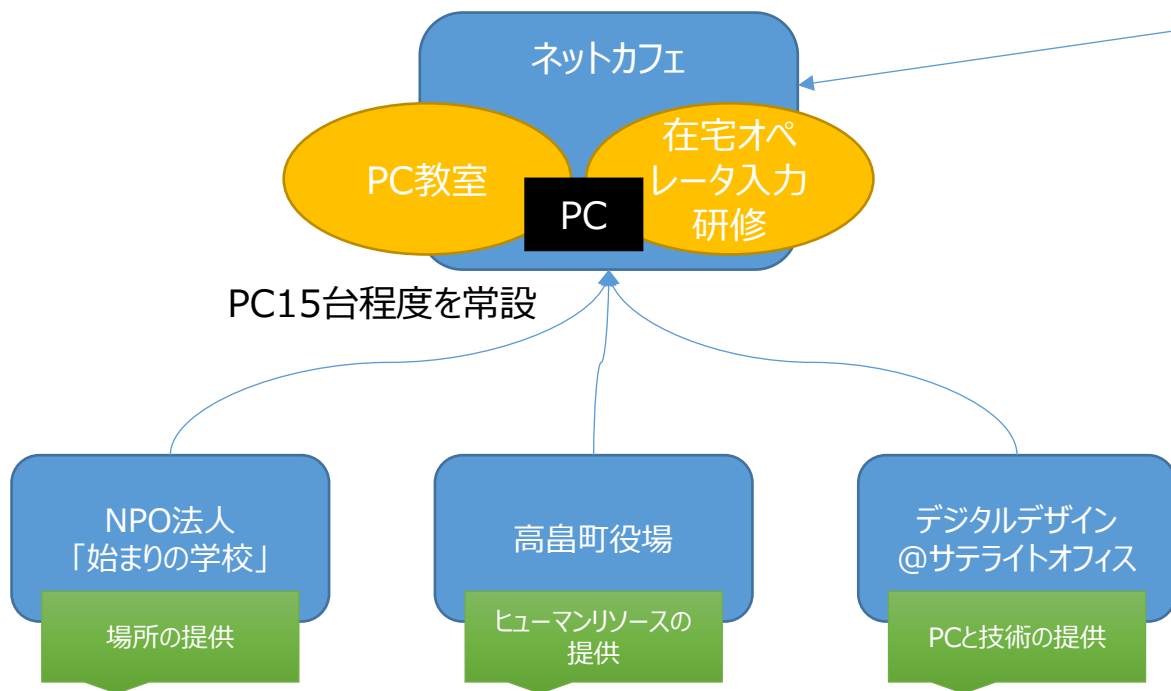 ネットカフェ
PC教室
在宅オペ
レータ入力
研修
PC
PC15台程度を常設
NPO法人
「始まりの学校」
高畠町役場
デジタルデザイン
@サテライトオフィス
場所の提供
ヒューマンリソースの
提供
PCと技術の提供